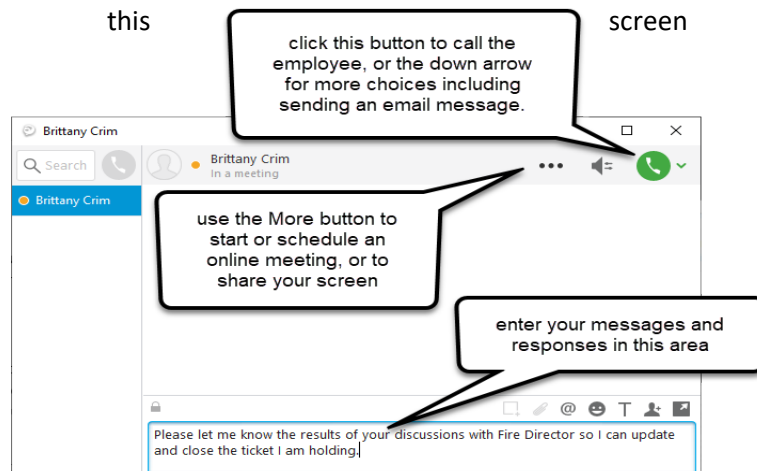 this screen
click this button to call the
employee, or the down arrow
for more choices including
sending an email message.
Brittany Crim
Search
Brittany Crim
In a meeting
Brittany Crim
use the More button to
start or schedule an
online meeting, or to
share your screen
enter your messages and
responses in this area
@
T
Please let me know the results of your discussions with Fire Director so I can update
and close the ticket I am holding.